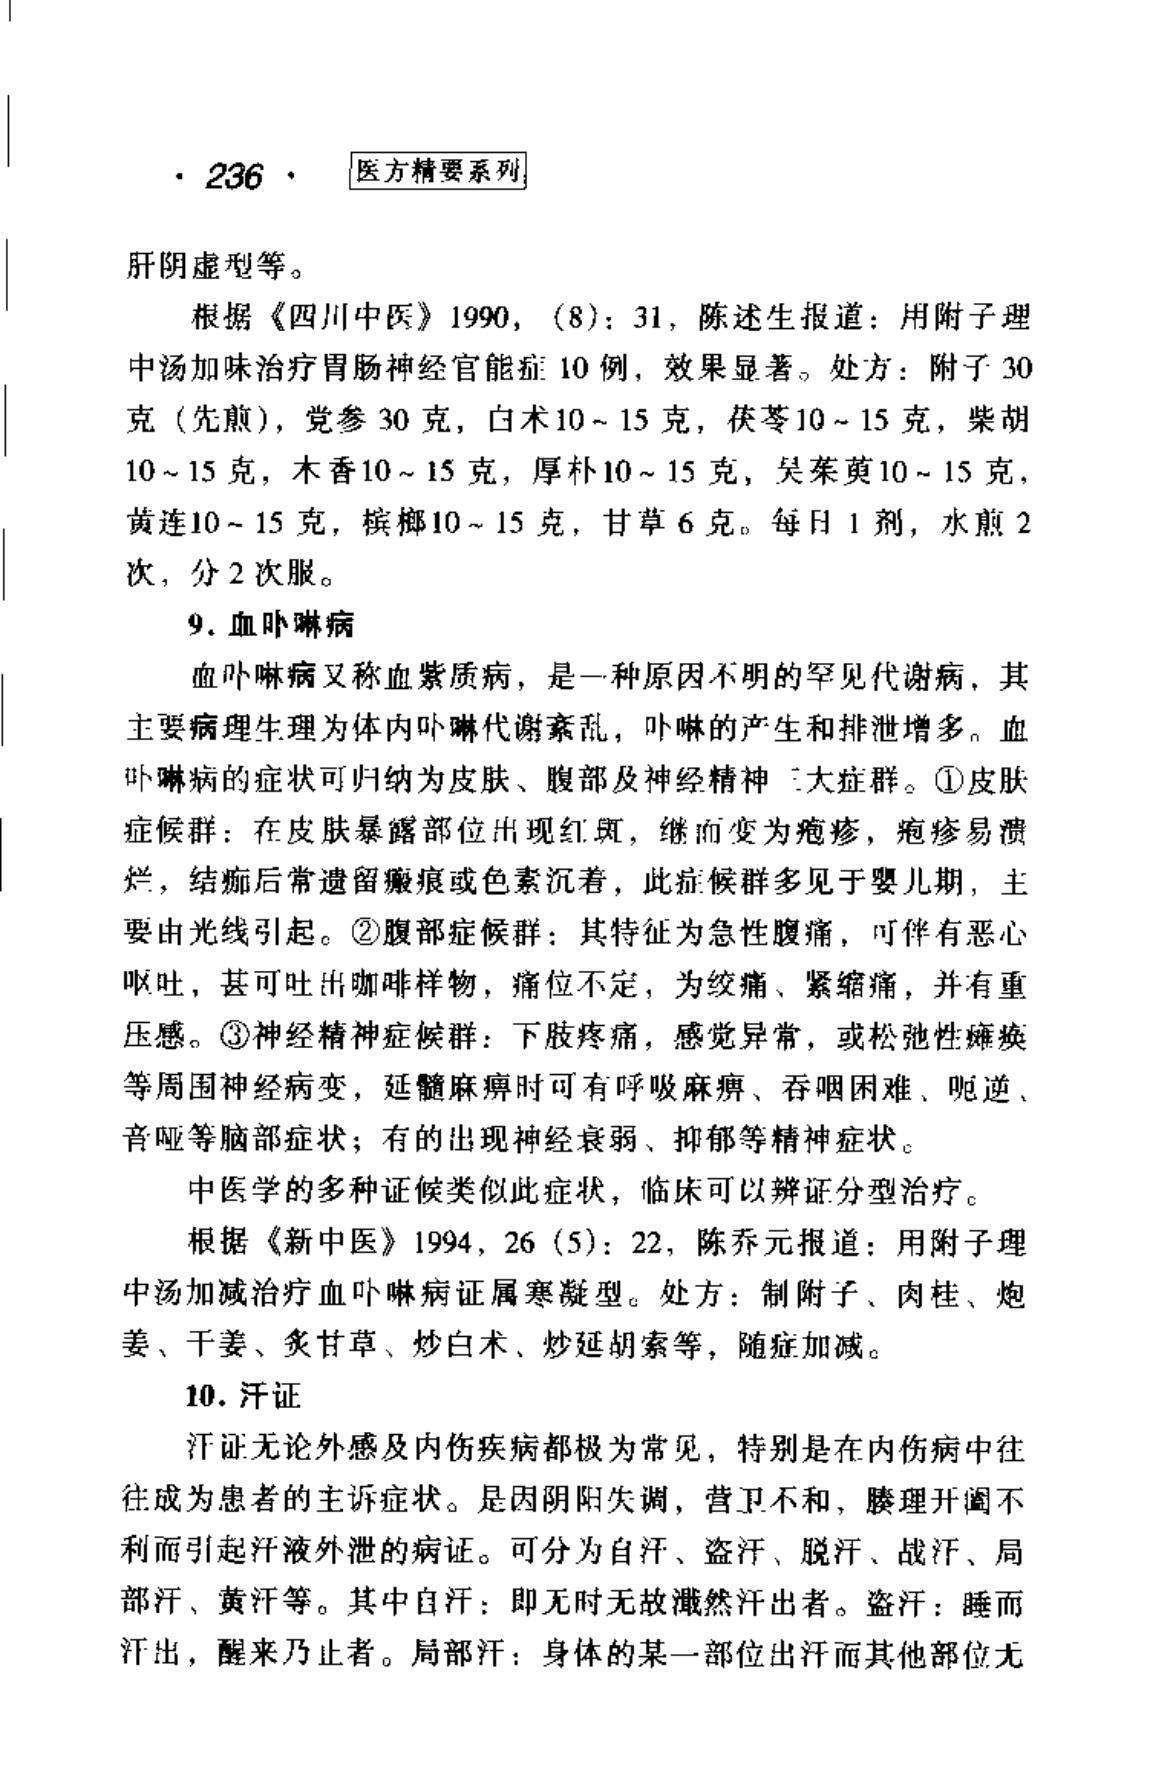 · 236 · 医方精要系列
肝阴虚型等。
根据《四川中医》1990，（8）：31，陈述生报道：用附子理
中汤加味治疗胃肠神经官能症 10 例，效果显著。处方：附子 30
克（先煎），党参 30 克，白术10～15 克，茯苓10～15 克，柴胡
10～15 克，木香10～15 克，厚朴10～15 克，吴茱萸10～15 克，
黄连10～15 克，槟榔10～15 克，甘草 6 克。每日 1 剂，水煎 2
次，分 2 次服。
9. 血卟啉病
血卟啉病又称血紫质病，是一种原因不明的罕见代谢病，其
主要病理生理为体内卟啉代谢紊乱，卟啉的产生和排泄增多。血
卟啉病的症状可归纳为皮肤、腹部及神经精神三大症群。①皮肤
症候群：在皮肤暴露部位出现红斑，继而变为疱疹，疱疹易溃
烂，结痂后常遗留瘢痕或色素沉着，此症候群多见于婴儿期，主
要由光线引起。②腹部症候群：其特征为急性腹痛，可伴有恶心
呕吐，甚可吐出咖啡样物，痛位不定，为绞痛、紧缩痛，并有重
压感。③神经精神症候群：下肢疼痛，感觉异常，或松弛性瘫痪
等周围神经病变，延髓麻痹时可有呼吸麻痹、吞咽困难、呃逆、
音哑等脑部症状；有的出现神经衰弱、抑郁等精神症状。
中医学的多种证候类似此症状，临床可以辨证分型治疗。
根据《新中医》1994，26（5）：22，陈乔元报道：用附子理
中汤加减治疗血卟啉病证属寒凝型。处方：制附子、肉桂、炮
姜、干姜、炙甘草、炒白术、炒延胡索等，随症加减。
10. 汗证
汗证无论外感及内伤疾病都极为常见，特别是在内伤病中往
往成为患者的主诉症状。是因阴阳失调，营卫不和，腠理开阖不
利而引起汗液外泄的病证。可分为自汗、盗汗、脱汗、战汗、局
部汗、黄汗等。其中自汗：即无时无故濈然汗出者。盗汗：睡而
汗出，醒来乃止者。局部汗：身体的某一部位出汗而其他部位无